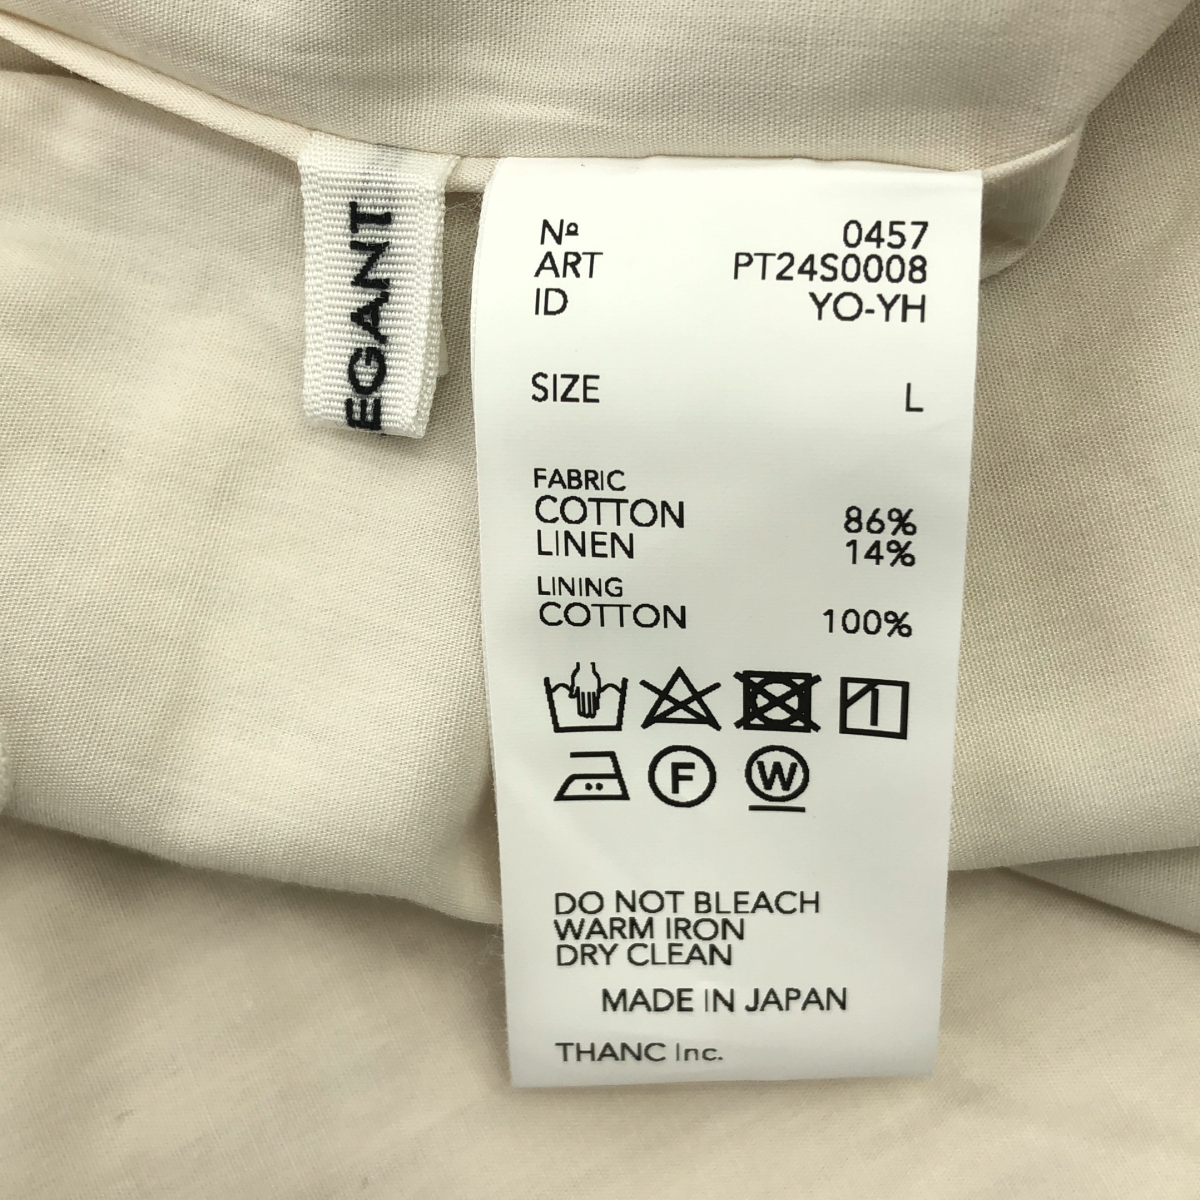 EGANT
Nº 0457
ART PT24S0008
ID YO-YH
SIZE L
FABRIC
COTTON 86%
LINEN 14%
LINING
COTTON 100%
F W
DO NOT BLEACH
WARM IRON
DRY CLEAN
MADE IN JAPAN
THANC Inc.